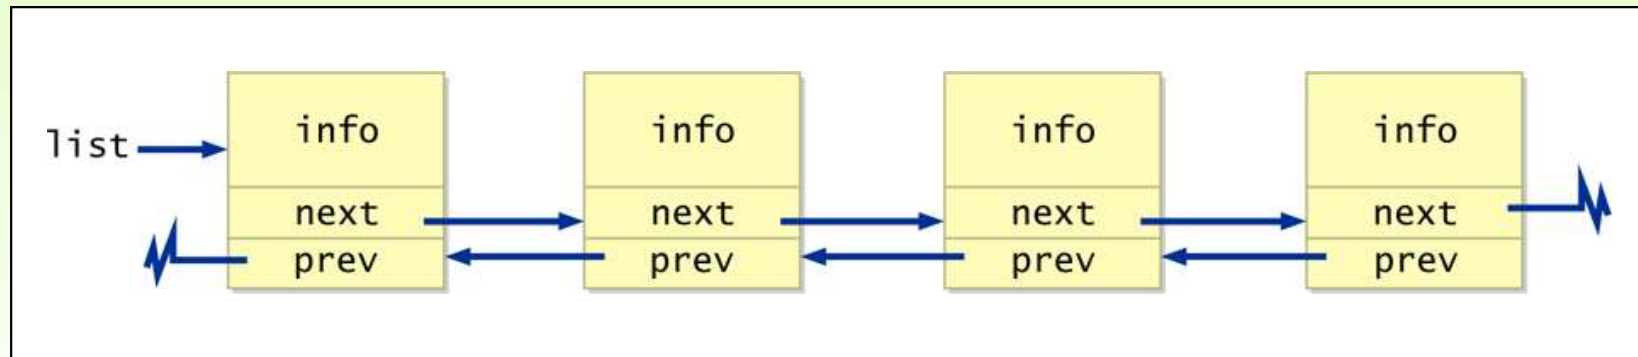 info info info info
list
next next next next
prev prev prev prev